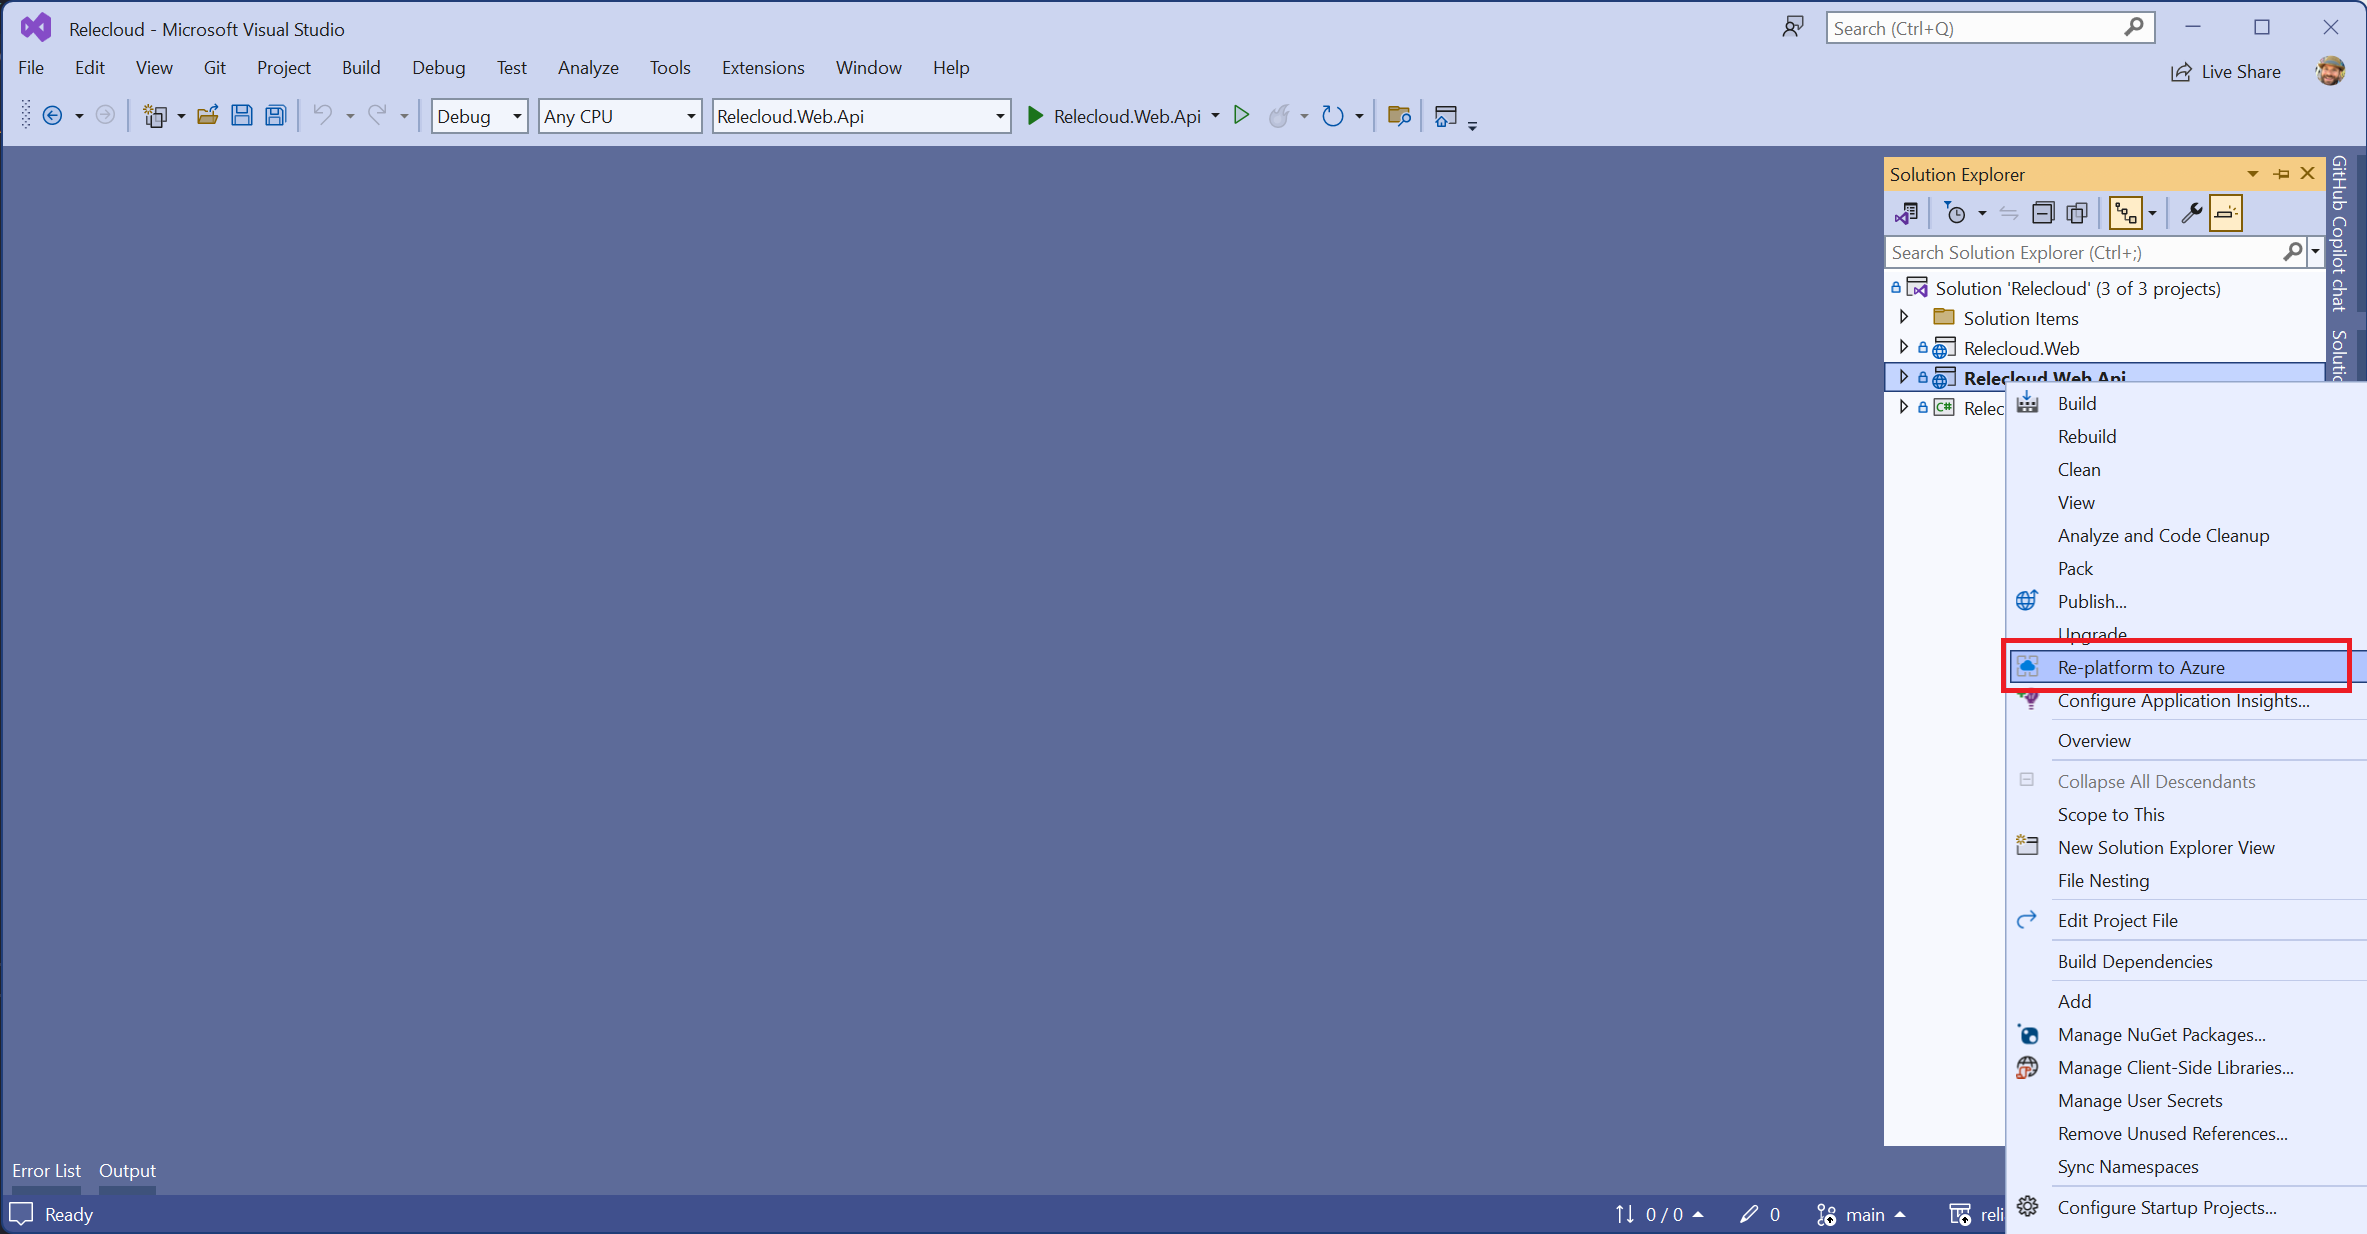 Relecloud - Microsoft Visual Studio
Search (Ctrl+Q)
File Edit View Git Project Build Debug Test Analyze Tools Extensions Window Help
Live Share
Debug Any CPU Relecloud.Web.Api Relecloud.Web.Api
Solution Explorer
Search Solution Explorer (Ctrl+;)
Solution 'Relecloud' (3 of 3 projects)
Solution Items
Relecloud.Web
Relecloud.Web.Api
Relec
GitHub Copilot chat
Solutio
Build
Rebuild
Clean
View
Analyze and Code Cleanup
Pack
Publish...
Upgrade
Re-platform to Azure
Configure Application Insights...
Overview
Collapse All Descendants
Scope to This
New Solution Explorer View
File Nesting
Edit Project File
Build Dependencies
Add
Manage NuGet Packages...
Manage Client-Side Libraries...
Manage User Secrets
Remove Unused References...
Sync Namespaces
Configure Startup Projects...
Error List Output
Ready
0 / 0 0 main reli